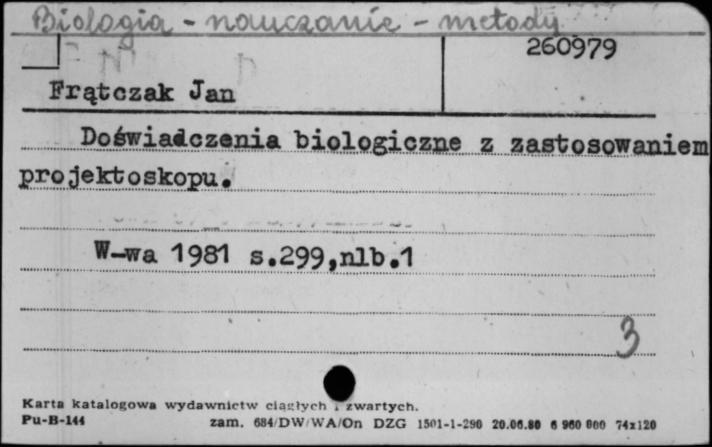 Biologia - nauczanie - metody
260979
Frątczak Jan
Doświadczenia biologiczne z zastosowaniem
projektoskopu.
W-wa 1981 s.299,nlb.1
3
Karta katalogowa wydawnictw ciągłych i zwartych.
Pu-B-144 zam. 684/DW/WA/On DZG 1501-1-290 20.06.80 6 960 000 74x120